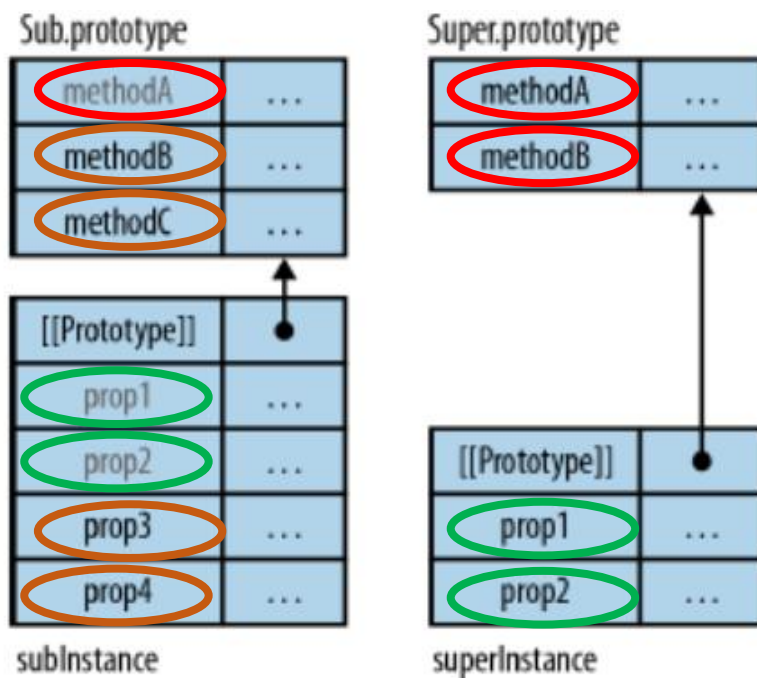 Sub.prototype
methodA ...
methodB ...
methodC ...
[[Prototype]]
prop1 ...
prop2 ...
prop3 ...
prop4 ...
subInstance
Super.prototype
methodA ...
methodB ...
[[Prototype]]
prop1 ...
prop2 ...
superInstance